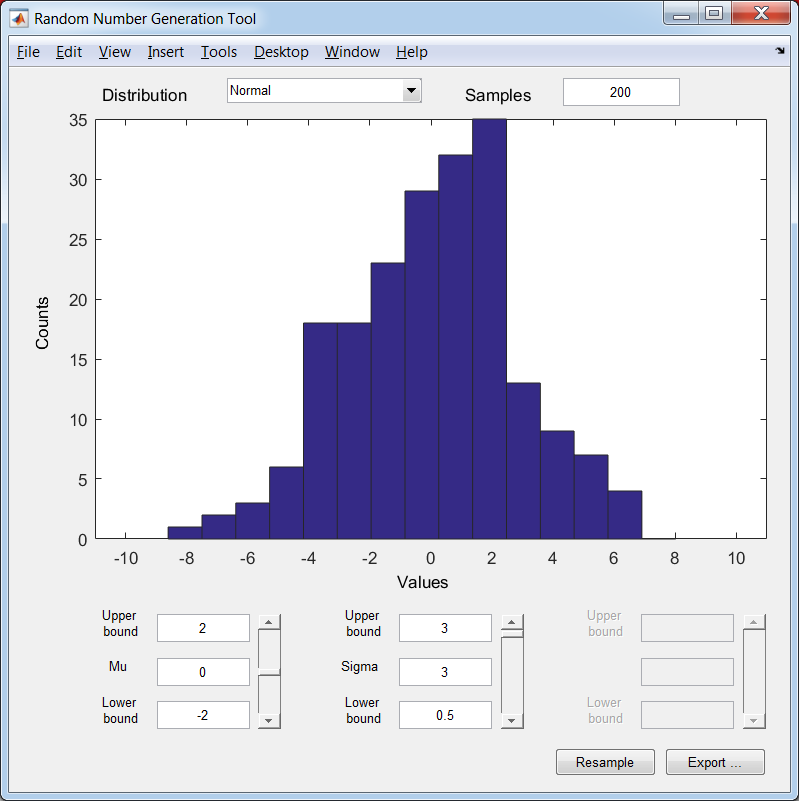 Random Number Generation Tool
File Edit View Insert Tools Desktop Window Help
Distribution Normal Samples 200
35
30
25
20
15
10
5
0
Counts
-10 -8 -6 -4 -2 0 2 4 6 8 10
Values
Upper bound 2
Mu 0
Lower bound -2
Upper bound 3
Sigma 3
Lower bound 0.5
Upper bound
Lower bound
Resample Export ...